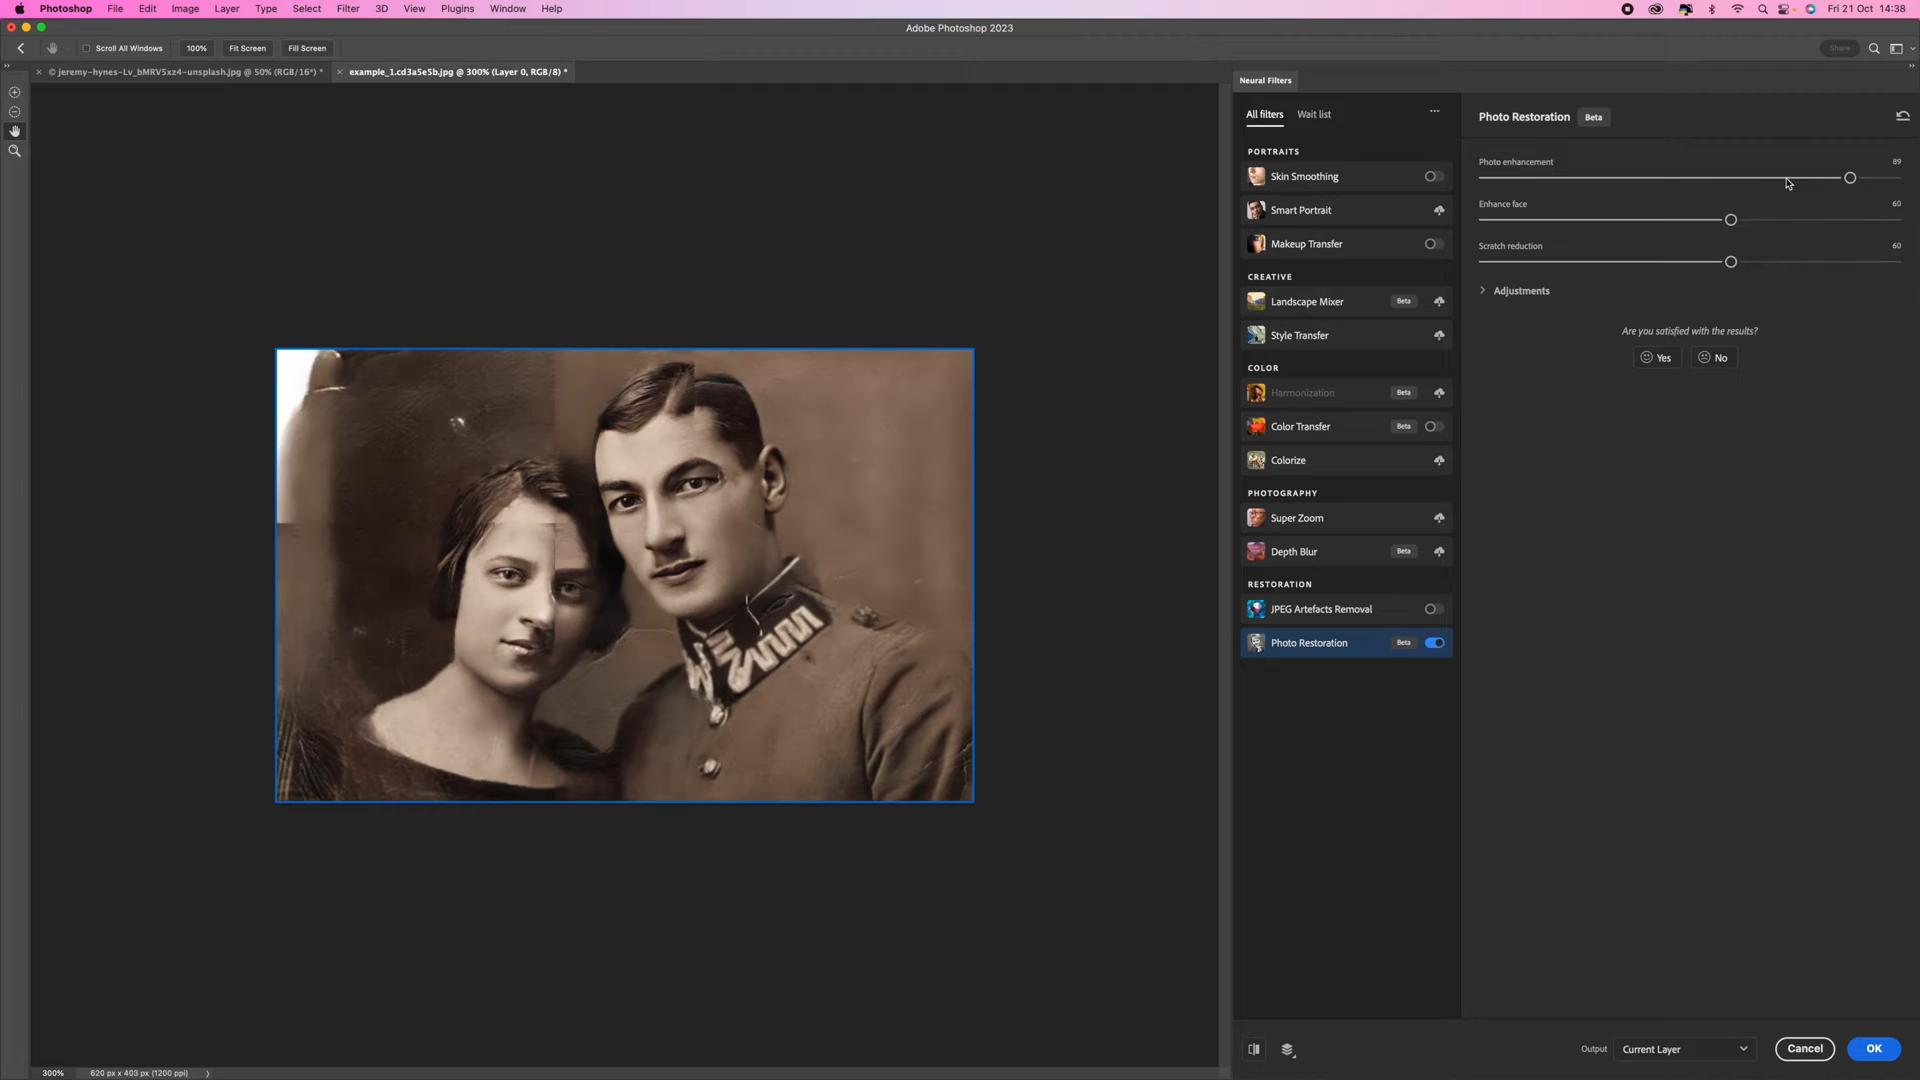 Photoshop File Edit Image Layer Type Select Filter 3D View Plugins Window Help Fri 21 Oct 14:38
Adobe Photoshop 2023
Scroll All Windows 100% Fit Screen Fill Screen Share
× © jeremy-hynes-Lv_bMRV5xz4-unsplash.jpg @ 50% (RGB/16*) * × example_1.cd3a5e5b.jpg @ 300% (Layer 0, RGB/8) *
Neural Filters
All filters Wait list ...
PORTRAITS
Skin Smoothing
Smart Portrait
Makeup Transfer
CREATIVE
Landscape Mixer Beta
Style Transfer
COLOR
Harmonization Beta
Color Transfer Beta
Colorize
PHOTOGRAPHY
Super Zoom
Depth Blur Beta
RESTORATION
JPEG Artefacts Removal
Photo Restoration Beta
Photo Restoration Beta
Photo enhancement 89
Enhance face 60
Scratch reduction 60
Adjustments
Are you satisfied with the results?
Yes No
Output Current Layer Cancel OK
300% 620 px x 403 px (1200 ppi)